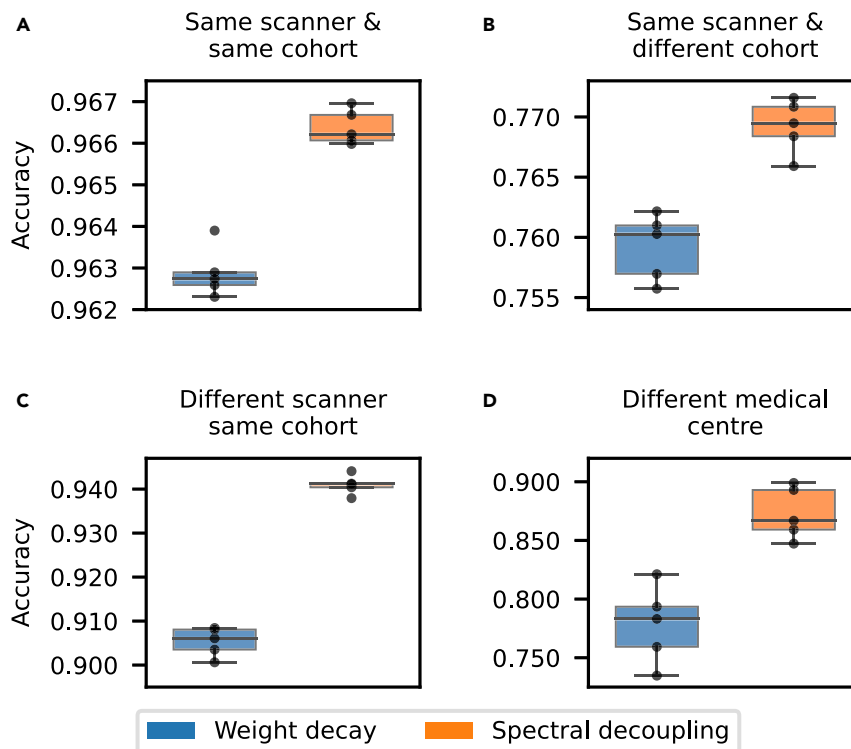 A
Same scanner &
same cohort
Accuracy
0.967
0.966
0.965
0.964
0.963
0.962
B
Same scanner &
different cohort
0.770
0.765
0.760
0.755
C
Different scanner
same cohort
Accuracy
0.940
0.930
0.920
0.910
0.900
D
Different medical
centre
0.900
0.850
0.800
0.750
Weight decay
Spectral decoupling